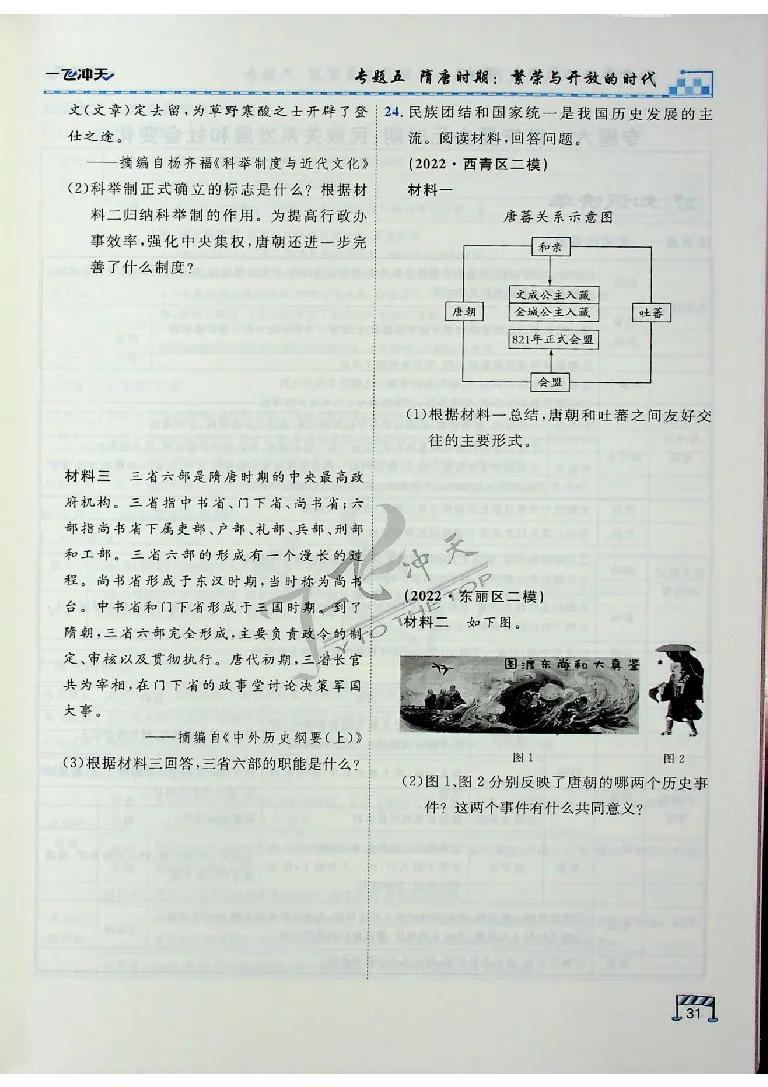 一飞冲天
专题五 隋唐时期：繁荣与开放的时代
文(文章)定去留,为草野寒酸之士开辟了登
仕之途。
——摘编自杨齐福《科举制度与近代文化》
(2)科举制正式确立的标志是什么？根据材
料二归纳科举制的作用。为提高行政办
事效率,强化中央集权,唐朝还进一步完
善了什么制度？
材料三 三省六部是隋唐时期的中央最高政
府机构。三省指中书省、门下省、尚书省；六
部指尚书省下属吏部、户部、礼部、兵部、刑部
和工部。三省六部的形成有一个漫长的过
程。尚书省形成于东汉时期,当时称为尚书
台。中书省和门下省形成于三国时期。到了
隋朝,三省六部完全形成,主要负责政令的制
定、审核以及贯彻执行。唐代初期,三省长官
共为宰相,在门下省的政事堂讨论决策军国
大事。
——摘编自《中外历史纲要(上)》
(3)根据材料三回答,三省六部的职能是什么？
24.民族团结和国家统一是我国历史发展的主
流。阅读材料,回答问题。
(2022·西青区二模)
材料一
唐蕃关系示意图
和亲
文成公主入藏
金城公主入藏
唐朝
吐蕃
821年正式会盟
会盟
(1)根据材料一总结,唐朝和吐蕃之间友好交
往的主要形式。
飞冲天
FLY TO THE TOP
(2022·东丽区二模)
材料二 如下图。
图渡东尚和大真鉴
图1
图2
(2)图1、图2分别反映了唐朝的哪两个历史事
件？这两个事件有什么共同意义？
31